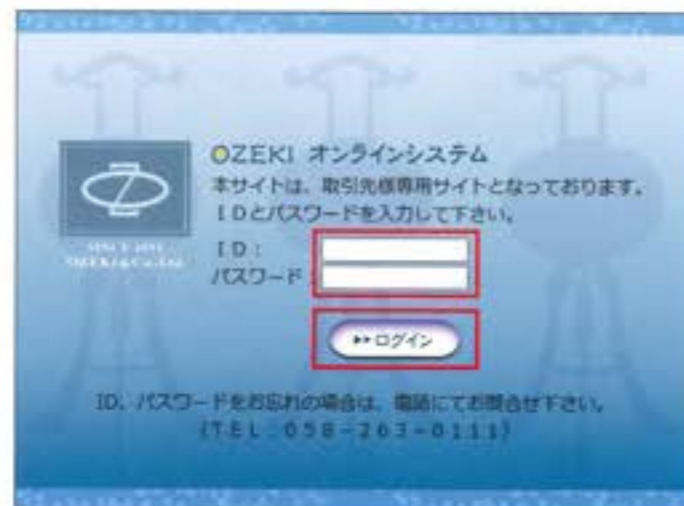 OZEKI オンラインシステム
本サイトは、取引先様専用サイトとなっております。
IDとパスワードを入力して下さい。
ID:
パスワード:
▶▶ログイン
ID、パスワードをお忘れの場合は、電話にてお問合せ下さい。
(TEL:058-263-0111)